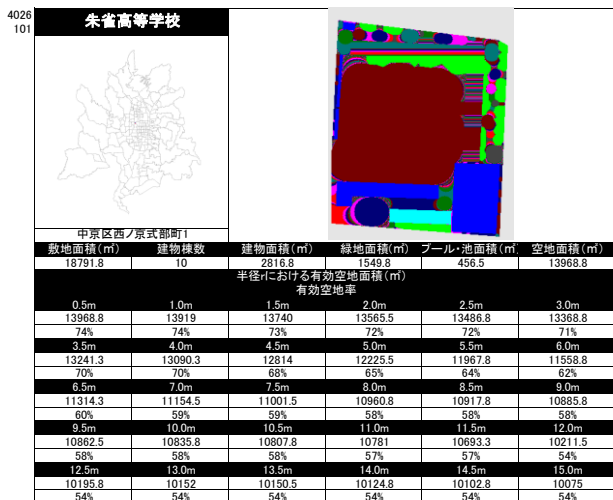 4026
101
朱雀高等学校
中京区西ノ京式部町1
敷地面積(㎡) 建物棟数 建物面積(㎡) 緑地面積(㎡) プール・池面積(㎡) 空地面積(㎡)
18791.8 10 2816.8 1549.8 456.5 13968.8
半径rにおける有効空地面積(㎡)
有効空地率
0.5m 1.0m 1.5m 2.0m 2.5m 3.0m
13968.8 13919 13740 13565.5 13486.8 13368.8
74% 74% 73% 72% 72% 71%
3.5m 4.0m 4.5m 5.0m 5.5m 6.0m
13241.3 13090.3 12814 12225.5 11967.8 11558.8
70% 70% 68% 65% 64% 62%
6.5m 7.0m 7.5m 8.0m 8.5m 9.0m
11314.3 11154.5 11001.5 10960.8 10917.8 10885.8
60% 59% 59% 58% 58% 58%
9.5m 10.0m 10.5m 11.0m 11.5m 12.0m
10862.5 10835.8 10807.8 10781 10693.3 10211.5
58% 58% 58% 57% 57% 54%
12.5m 13.0m 13.5m 14.0m 14.5m 15.0m
10195.8 10152 10150.5 10124.8 10102.8 10075
54% 54% 54% 54% 54% 54%